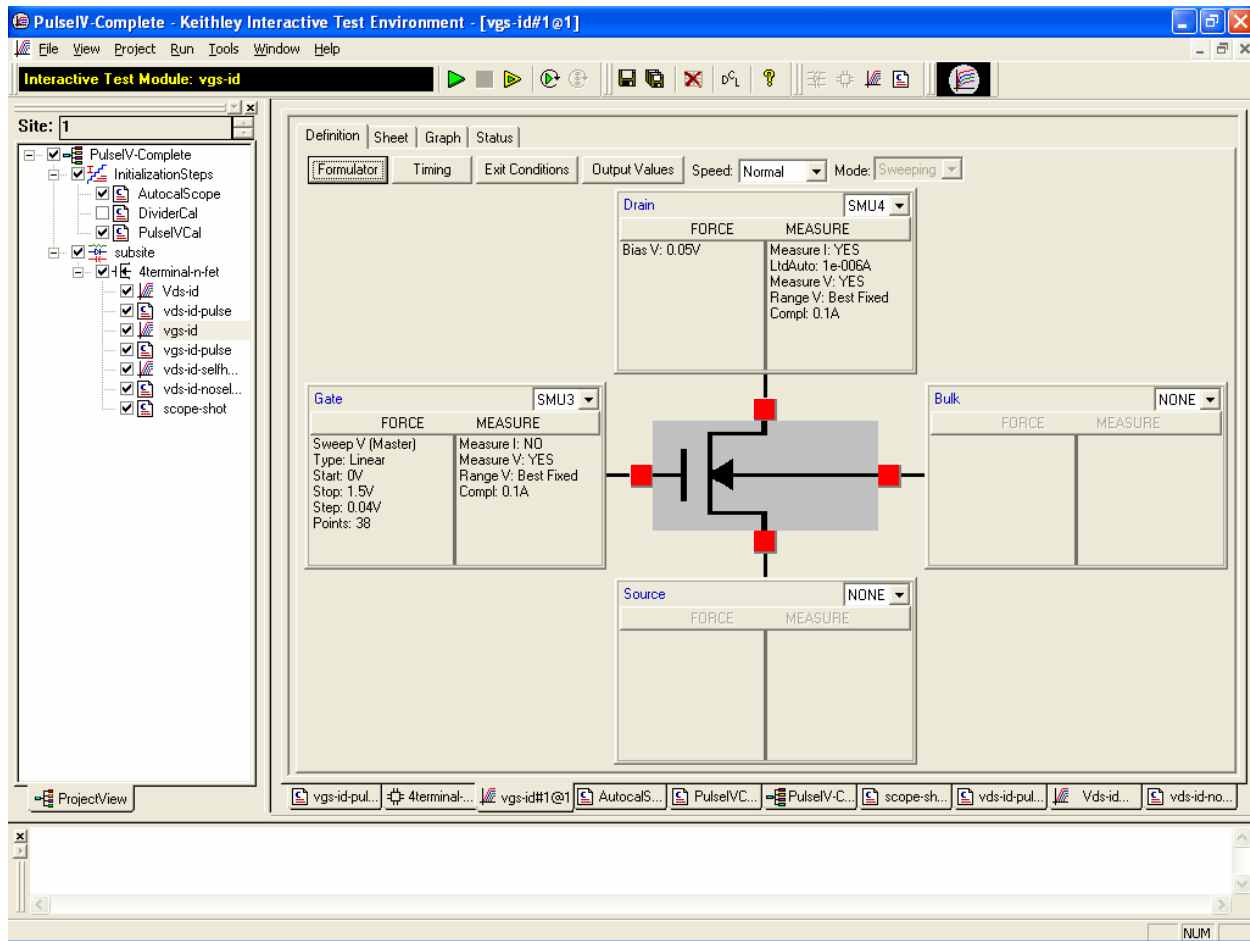 PulseIV-Complete - Keithley Interactive Test Environment - [vgs-id#1@1]
File View Project Run Tools Window Help
Interactive Test Module: vgs-id
Site: 1
PulseIV-Complete
InitializationSteps
AutocalScope
DividerCal
PulseIVCal
subsite
4terminal-n-fet
Vds-id
vds-id-pulse
vgs-id
vgs-id-pulse
vds-id-selfh...
vds-id-nosel...
scope-shot
ProjectView
Definition Sheet Graph Status
Formulator Timing Exit Conditions Output Values Speed: Normal Mode: Sweeping
Drain SMU4
FORCE MEASURE
Bias V: 0.05V
Measure I: YES
LtdAuto: 1e-006A
Measure V: YES
Range V: Best Fixed
Compl: 0.1A
Gate SMU3
FORCE MEASURE
Sweep V (Master)
Type: Linear
Start: 0V
Stop: 1.5V
Step: 0.04V
Points: 38
Measure I: NO
Measure V: YES
Range V: Best Fixed
Compl: 0.1A
Bulk NONE
FORCE MEASURE
Source NONE
FORCE MEASURE
vgs-id-pul... 4terminal-... vgs-id#1@1 AutocalS... PulseIVC... PulseIV-C... scope-sh... vds-id-pul... Vds-id... vds-id-no...
NUM